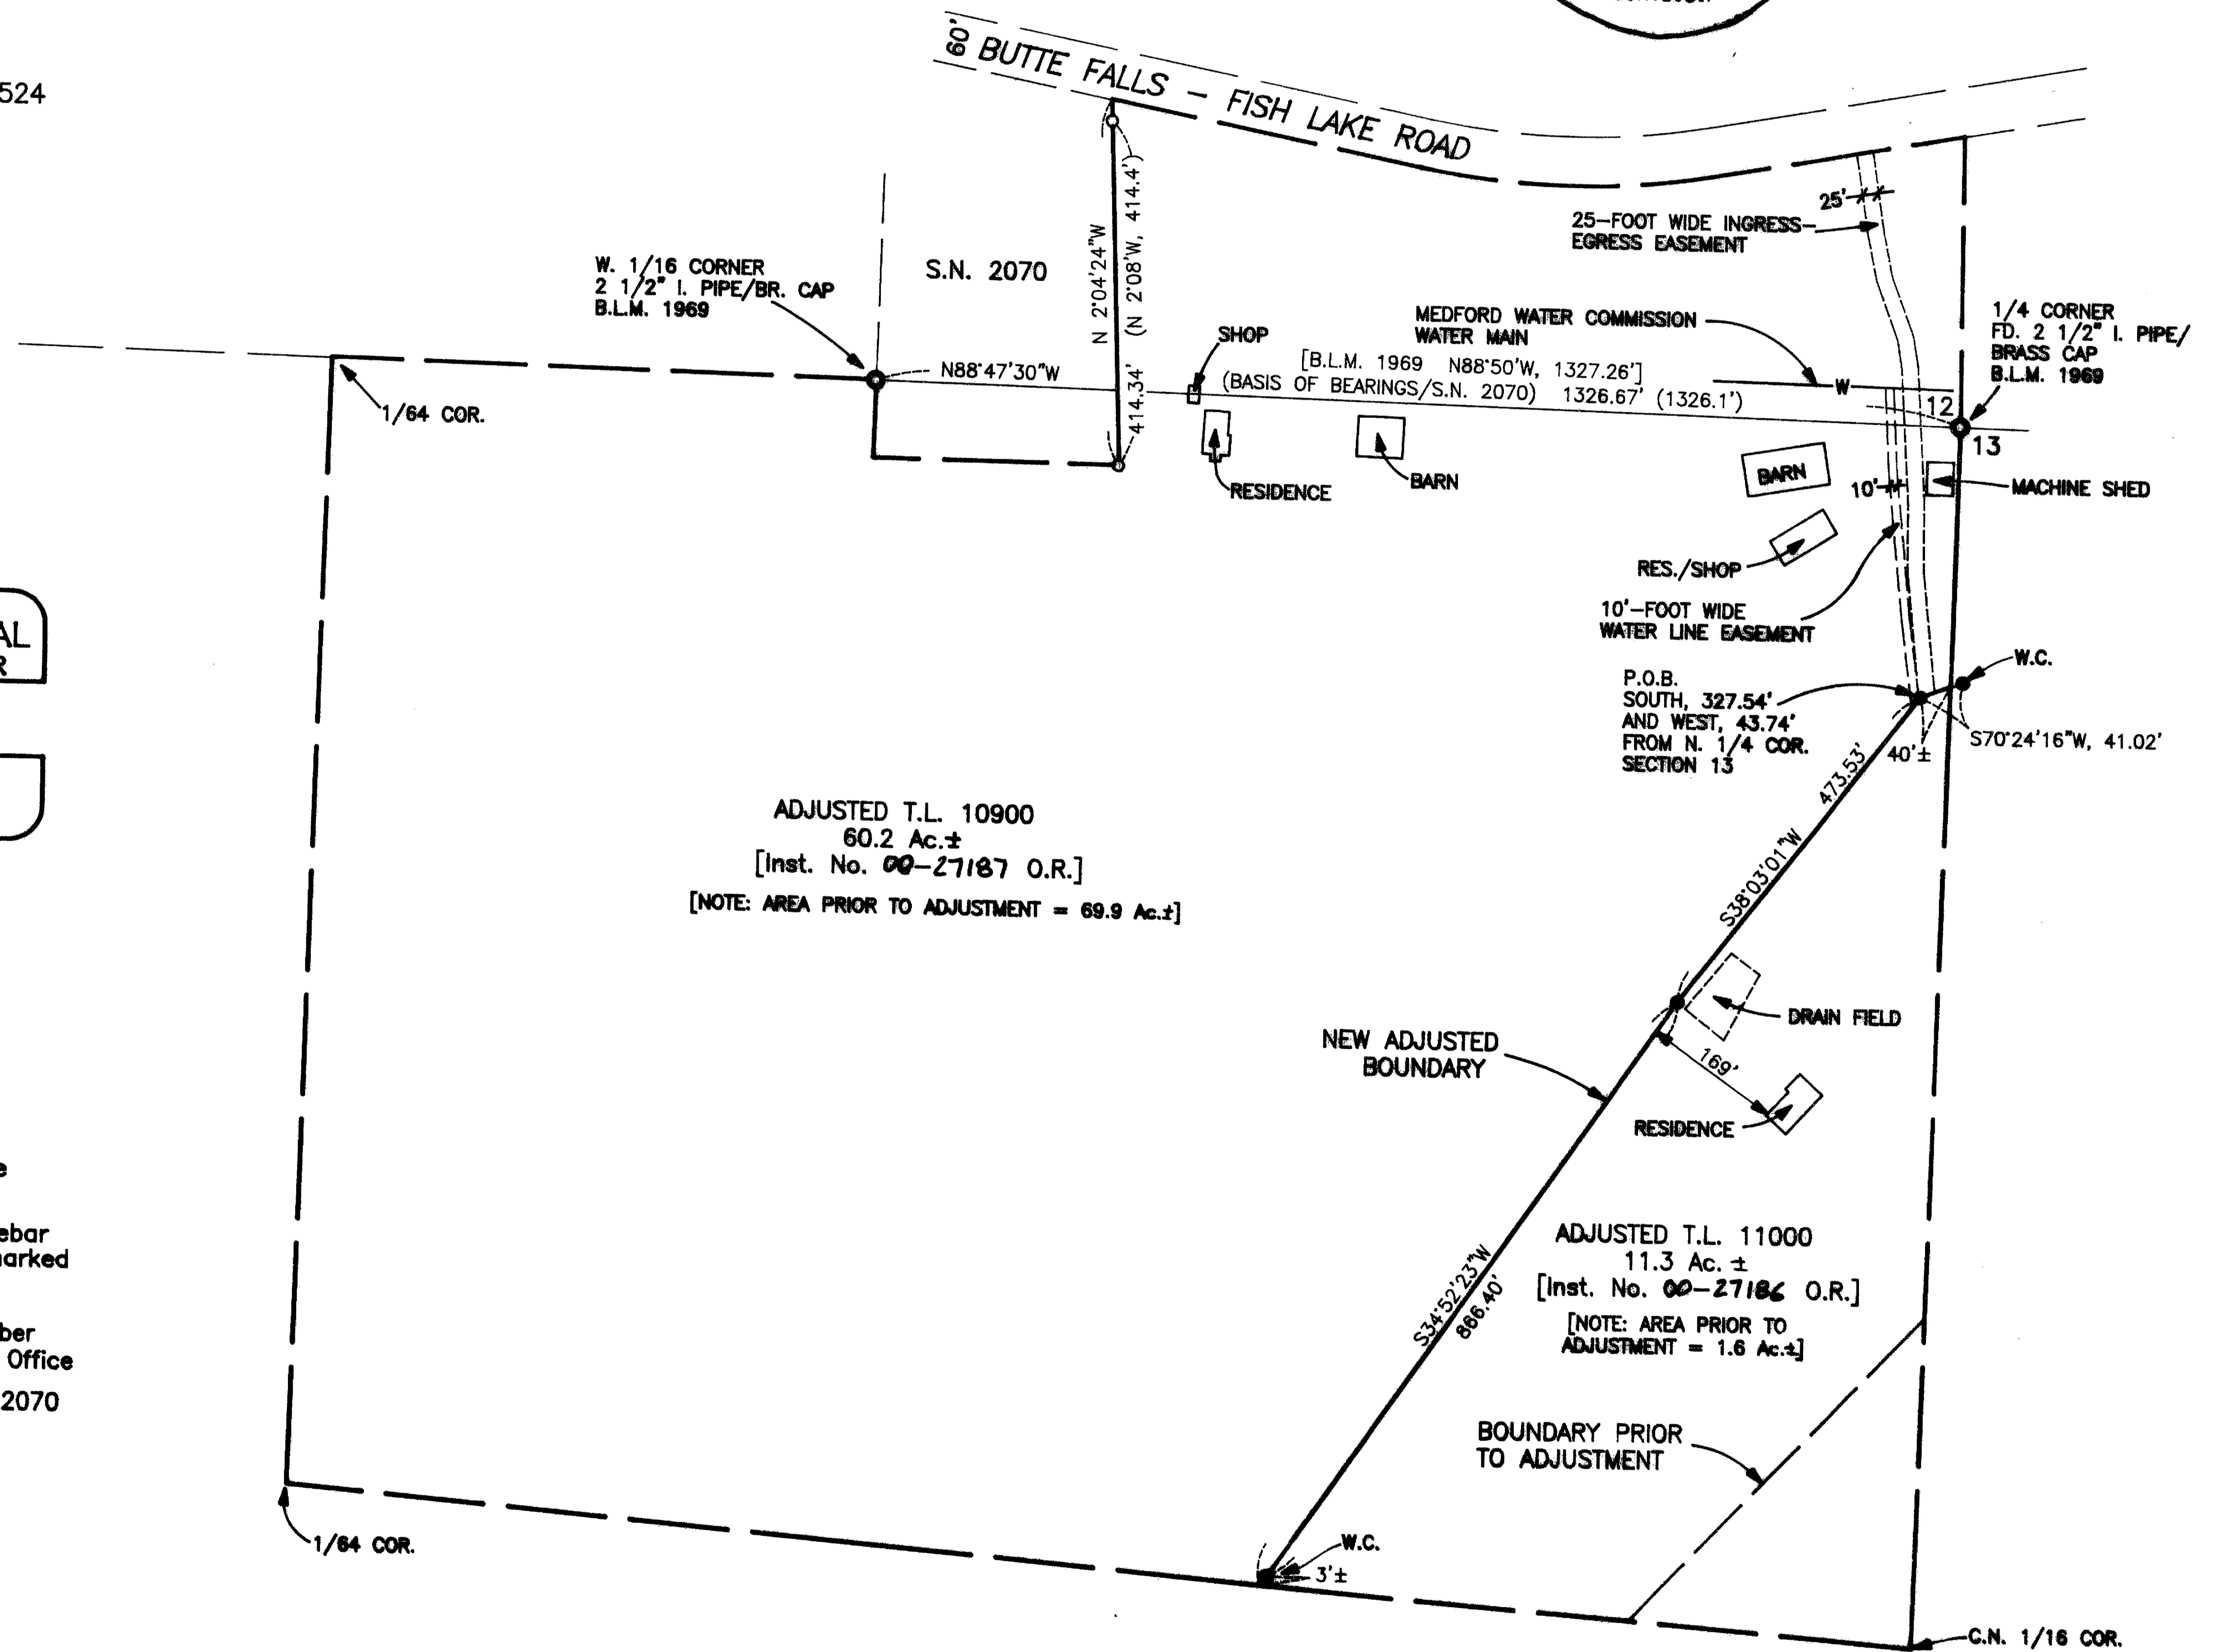 524
60'
BUTTE FALLS – FISH LAKE ROAD
25'
25–FOOT WIDE INGRESS–
EGRESS EASEMENT
W. 1/16 CORNER
2 1/2" I. PIPE/BR. CAP
B.L.M. 1969
S.N. 2070
N 2°04'24"W
414.34'
(N 2°08'W, 414.4')
MEDFORD WATER COMMISSION
WATER MAIN
1/4 CORNER
FD. 2 1/2" I. PIPE/
BRASS CAP
B.L.M. 1969
SHOP
[B.L.M. 1969 N88°50'W, 1327.26']
N88°47'30"W
(BASIS OF BEARINGS/S.N. 2070) 1326.67' (1326.1')
W
12
13
1/64 COR.
RESIDENCE
BARN
BARN
10'
MACHINE SHED
RES./SHOP
10'–FOOT WIDE
WATER LINE EASEMENT
AL
R
W.C.
P.O.B.
SOUTH, 327.54'
AND WEST, 43.74'
FROM N. 1/4 COR.
SECTION 13
S70°24'16"W, 41.02'
40'±
473.53'
S38°03'01"W
ADJUSTED T.L. 10900
60.2 Ac.±
[Inst. No. 00–27187 O.R.]
[NOTE: AREA PRIOR TO ADJUSTMENT = 69.9 Ac.±]
DRAIN FIELD
NEW ADJUSTED
BOUNDARY
169'
RESIDENCE
e
ebar
arked
ber
Office
2070
ADJUSTED T.L. 11000
11.3 Ac. ±
[Inst. No. 00–27186 O.R.]
[NOTE: AREA PRIOR TO
ADJUSTMENT = 1.6 Ac.±]
S34°52'23"W
866.40'
BOUNDARY PRIOR
TO ADJUSTMENT
1/64 COR.
W.C.
3'±
C.N. 1/16 COR.